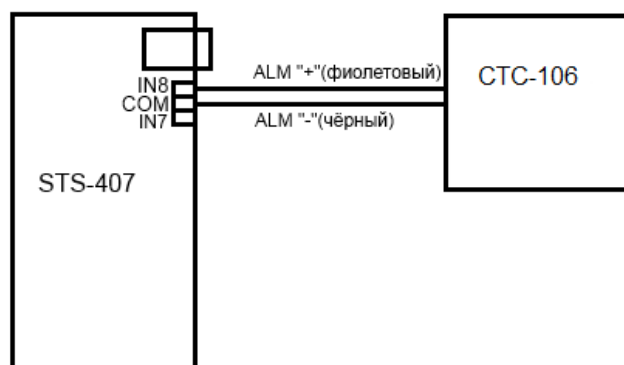 IN8
COM
IN7
ALM "+"(фиолетовый)
ALM "-"(чёрный)
СТС-106
STS-407